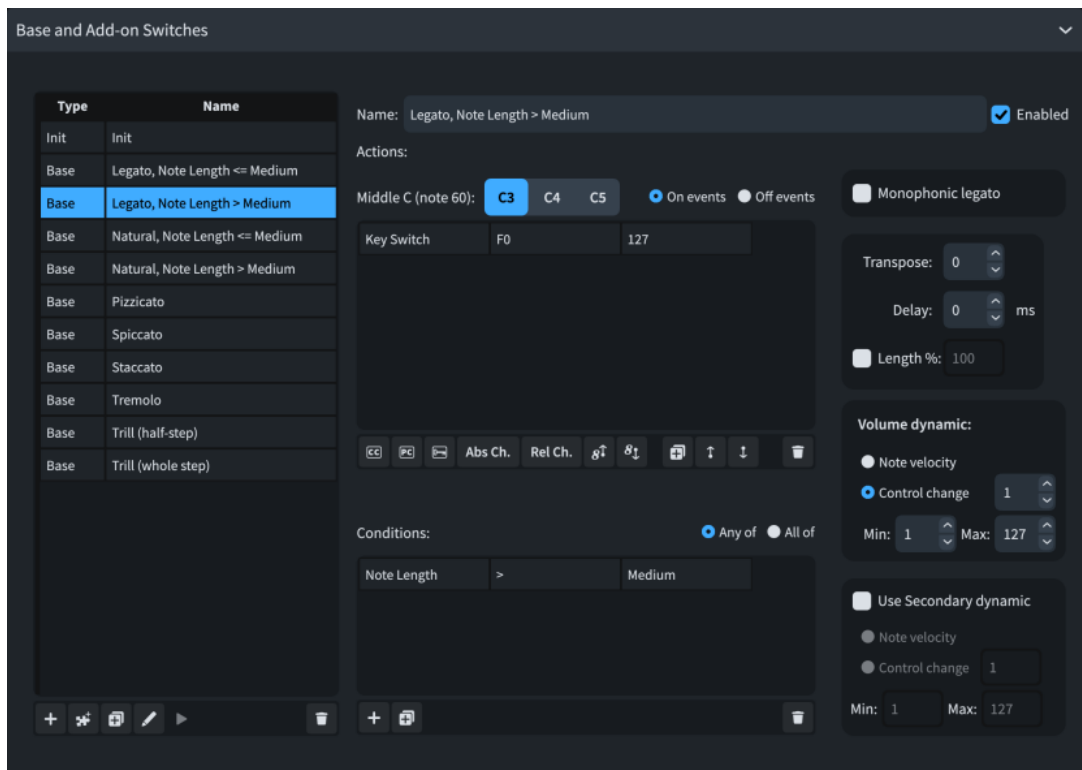 Base and Add-on Switches
Type Name
Init Init
Base Legato, Note Length <= Medium
Base Legato, Note Length > Medium
Base Natural, Note Length <= Medium
Base Natural, Note Length > Medium
Base Pizzicato
Base Spiccato
Base Staccato
Base Tremolo
Base Trill (half-step)
Base Trill (whole step)
Name: Legato, Note Length > Medium Enabled
Actions:
Middle C (note 60): C3 C4 C5 On events Off events
Key Switch F0 127
CC PC Abs Ch. Rel Ch. 8 8
Conditions: Any of All of
Note Length > Medium
Monophonic legato
Transpose: 0
Delay: 0 ms
Length %: 100
Volume dynamic:
Note velocity
Control change 1
Min: 1 Max: 127
Use Secondary dynamic
Note velocity
Control change 1
Min: 1 Max: 127